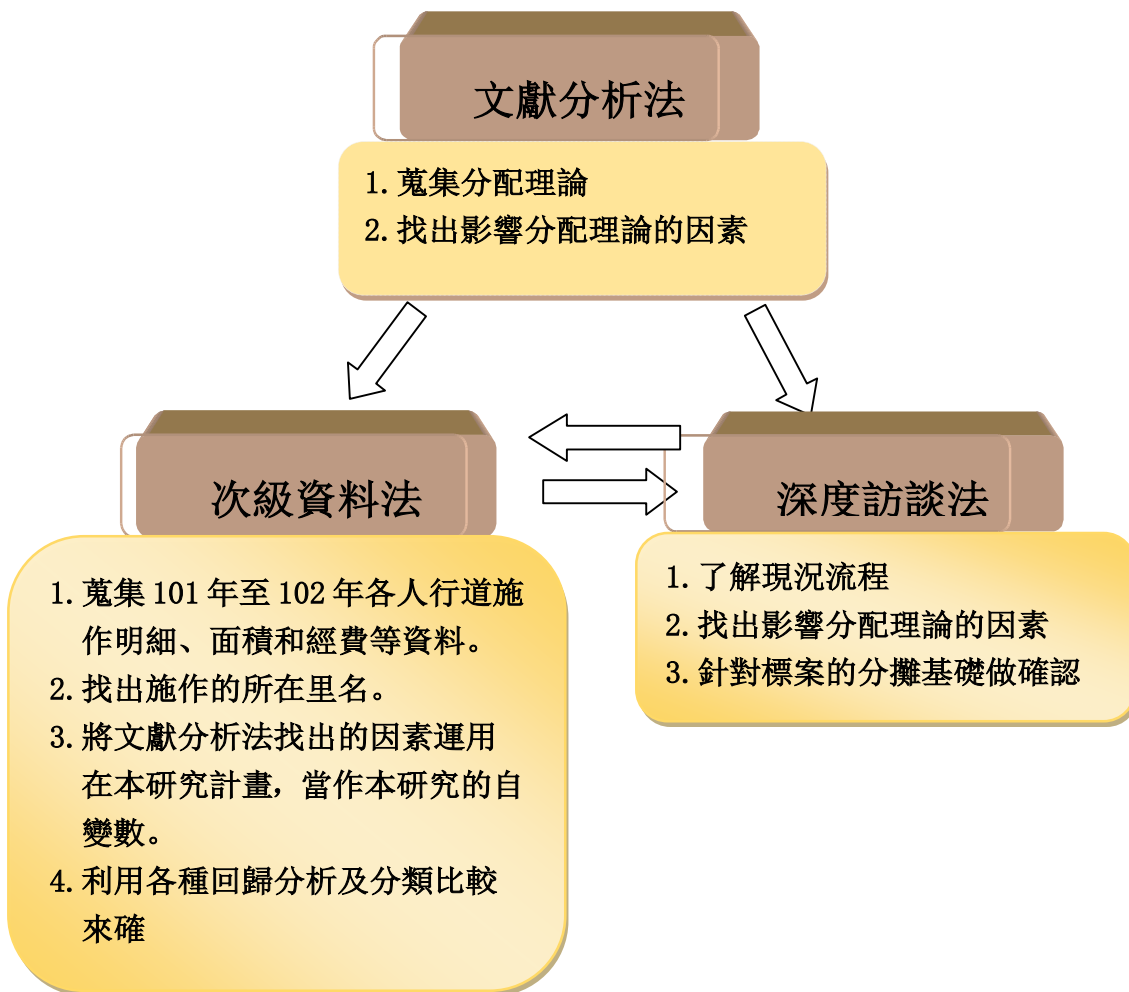 文獻分析法
1. 蒐集分配理論
2. 找出影響分配理論的因素
次級資料法
1. 蒐集 101 年至 102 年各人行道施
作明細、面積和經費等資料。
2. 找出施作的所在里名。
3. 將文獻分析法找出的因素運用
在本研究計畫，當作本研究的自
變數。
4. 利用各種回歸分析及分類比較
來確
深度訪談法
1. 了解現況流程
2. 找出影響分配理論的因素
3. 針對標案的分攤基礎做確認